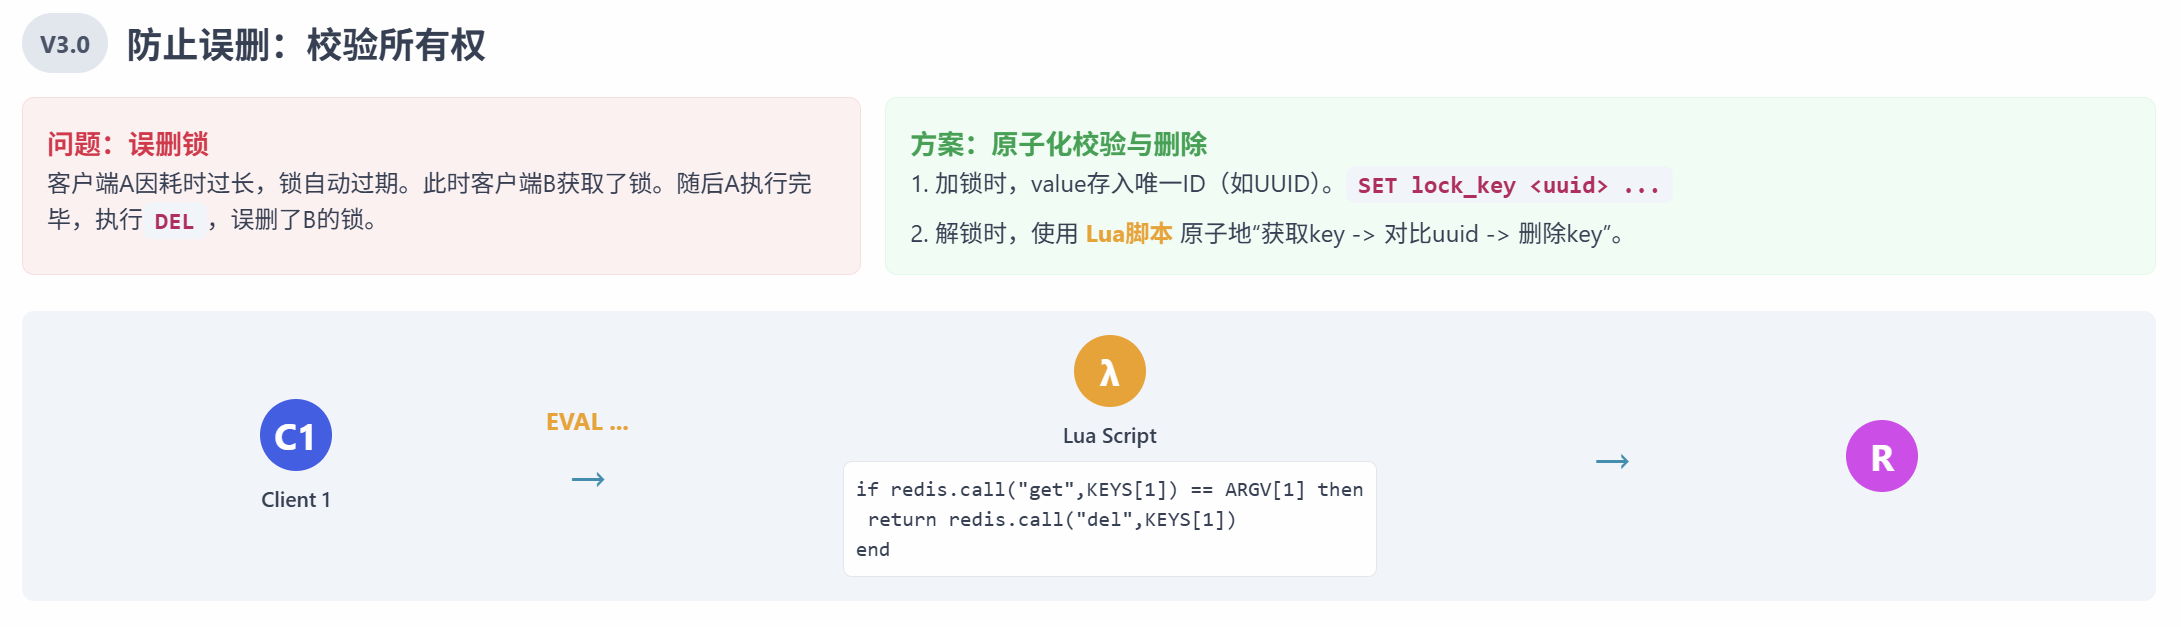 V3.0 防止误删：校验所有权
问题：误删锁
客户端A因耗时过长，锁自动过期。此时客户端B获取了锁。随后A执行完
毕，执行 DEL ，误删了B的锁。
方案：原子化校验与删除
1. 加锁时，value存入唯一ID（如UUID）。 SET lock_key <uuid> ...
2. 解锁时，使用 Lua脚本 原子地“获取key -> 对比uuid -> 删除key”。
C1
Client 1
EVAL ...
→
λ
Lua Script
if redis.call("get",KEYS[1]) == ARGV[1] then
 return redis.call("del",KEYS[1])
end
→
R